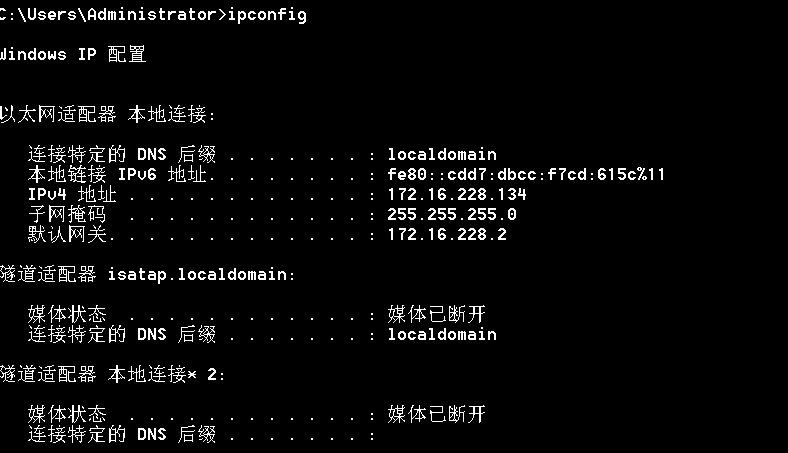 C:\Users\Administrator>ipconfig
Windows IP 配置
以太网适配器 本地连接:
连接特定的 DNS 后缀 . . . . . . . : localdomain
本地链接 IPv6 地址. . . . . . . . : fe80::cdd7:dbcc:f7cd:615c%11
IPv4 地址 . . . . . . . . . . . . : 172.16.228.134
子网掩码 . . . . . . . . . . . . : 255.255.255.0
默认网关. . . . . . . . . . . . . : 172.16.228.2
隧道适配器 isatap.localdomain:
媒体状态 . . . . . . . . . . . . : 媒体已断开
连接特定的 DNS 后缀 . . . . . . . : localdomain
隧道适配器 本地连接* 2:
媒体状态 . . . . . . . . . . . . : 媒体已断开
连接特定的 DNS 后缀 . . . . . . . :